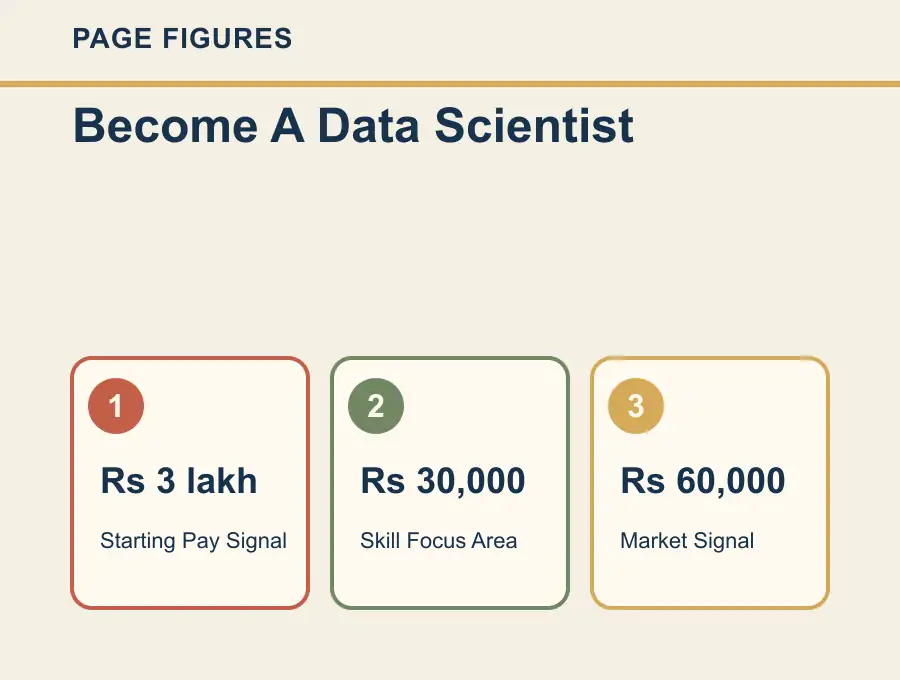 PAGE FIGURES
Become A Data Scientist
1
Rs 3 lakh
Starting Pay Signal
2
Rs 30,000
Skill Focus Area
3
Rs 60,000
Market Signal